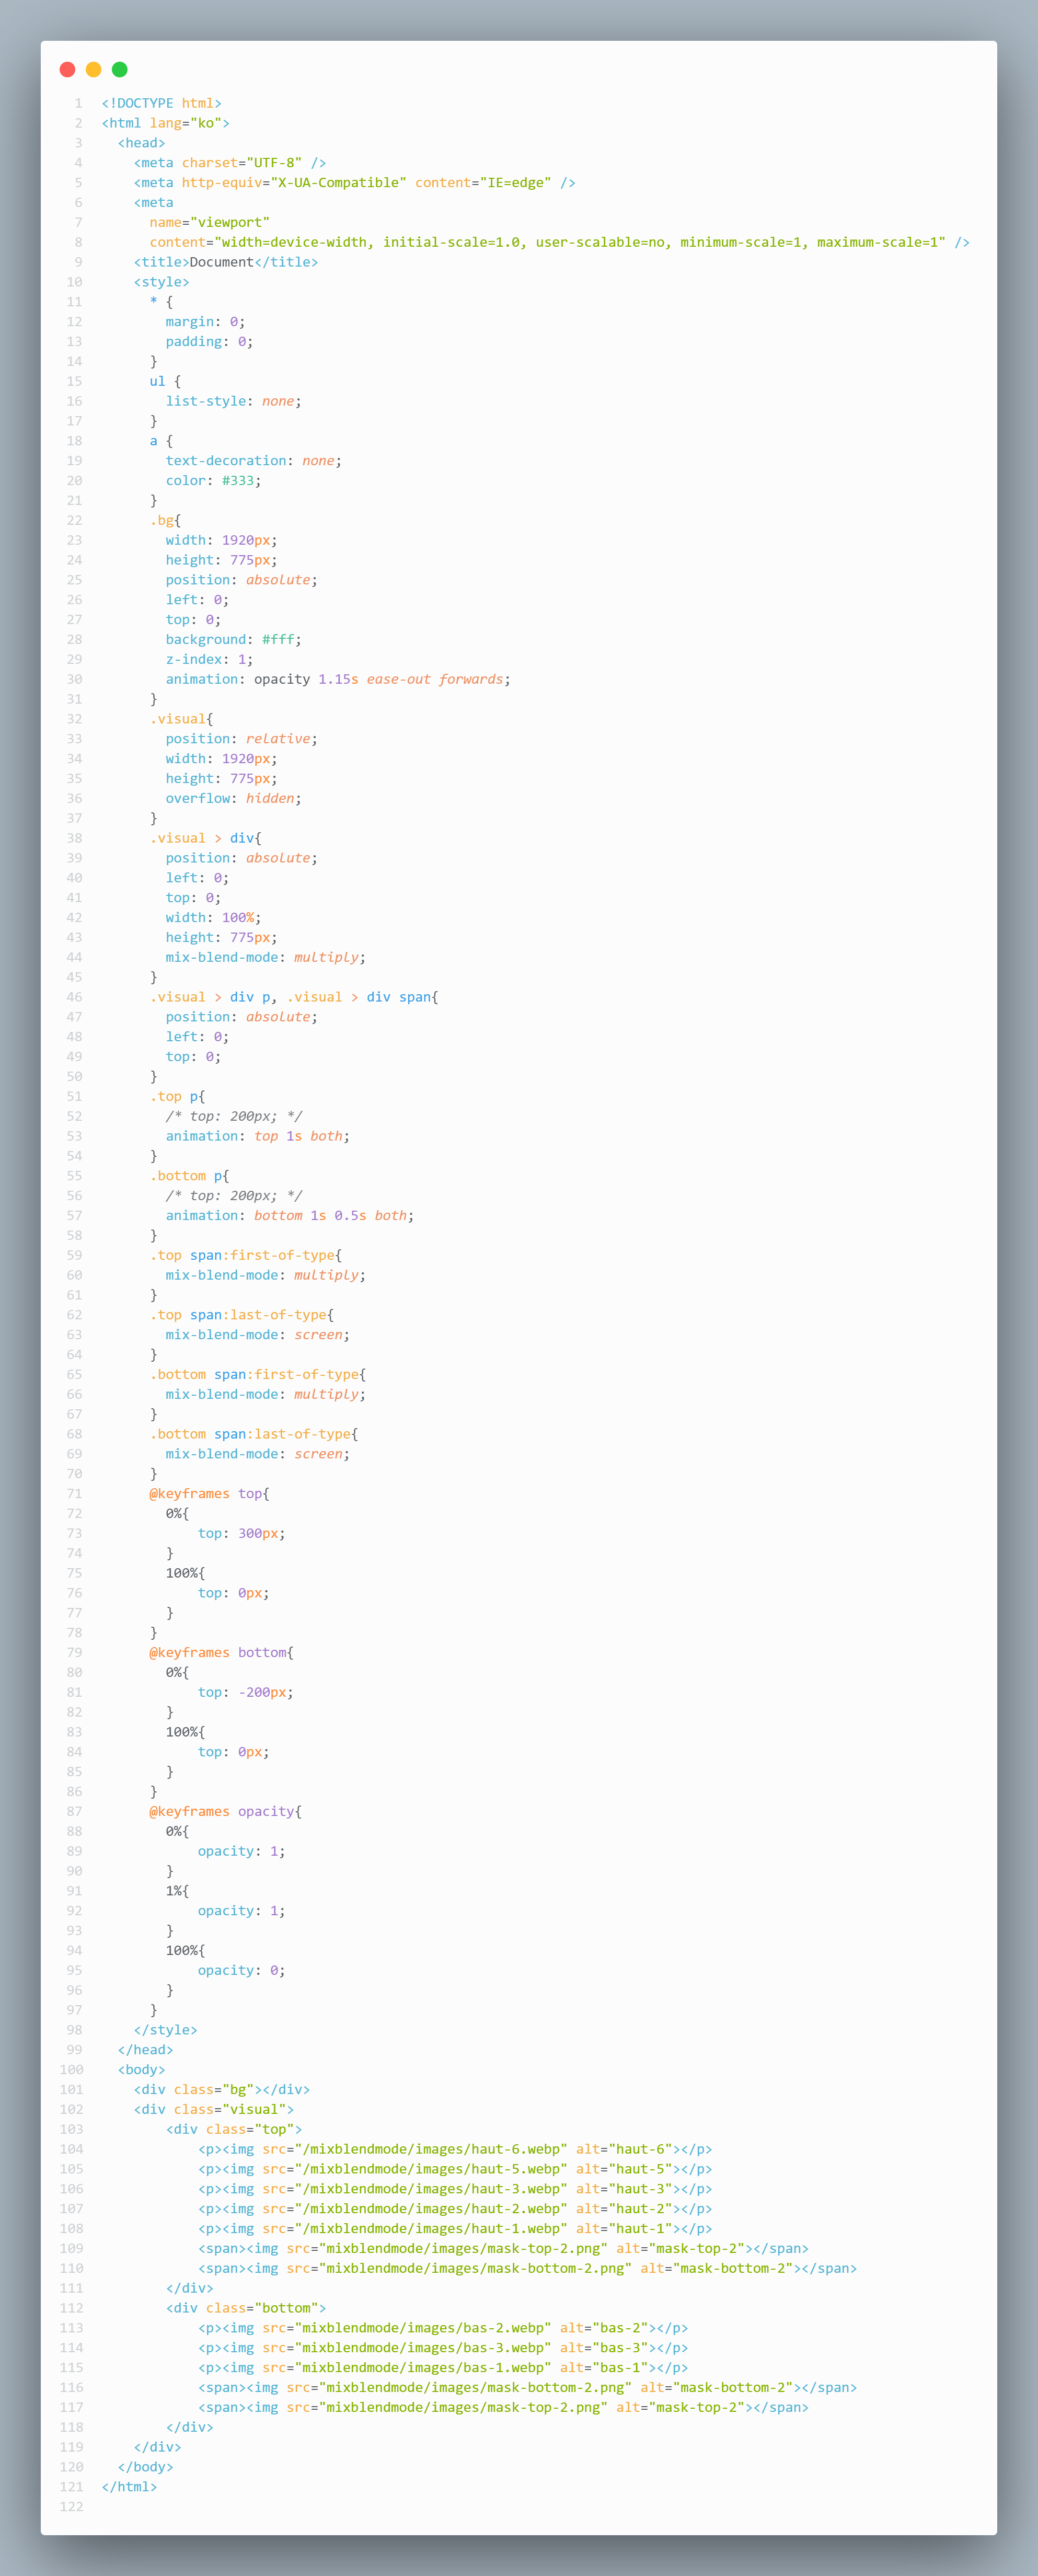 1 <!DOCTYPE html>
2 <html lang="ko">
3   <head>
4     <meta charset="UTF-8" />
5     <meta http-equiv="X-UA-Compatible" content="IE=edge" />
6     <meta
7       name="viewport"
8       content="width=device-width, initial-scale=1.0, user-scalable=no, minimum-scale=1, maximum-scale=1" />
9     <title>Document</title>
10     <style>
11       * {
12         margin: 0;
13         padding: 0;
14       }
15       ul {
16         list-style: none;
17       }
18       a {
19         text-decoration: none;
20         color: #333;
21       }
22       .bg{
23         width: 1920px;
24         height: 775px;
25         position: absolute;
26         left: 0;
27         top: 0;
28         background: #fff;
29         z-index: 1;
30         animation: opacity 1.15s ease-out forwards;
31       }
32       .visual{
33         position: relative;
34         width: 1920px;
35         height: 775px;
36         overflow: hidden;
37       }
38       .visual > div{
39         position: absolute;
40         left: 0;
41         top: 0;
42         width: 100%;
43         height: 775px;
44         mix-blend-mode: multiply;
45       }
46       .visual > div p, .visual > div span{
47         position: absolute;
48         left: 0;
49         top: 0;
50       }
51       .top p{
52         /* top: 200px; */
53         animation: top 1s both;
54       }
55       .bottom p{
56         /* top: 200px; */
57         animation: bottom 1s 0.5s both;
58       }
59       .top span:first-of-type{
60         mix-blend-mode: multiply;
61       }
62       .top span:last-of-type{
63         mix-blend-mode: screen;
64       }
65       .bottom span:first-of-type{
66         mix-blend-mode: multiply;
67       }
68       .bottom span:last-of-type{
69         mix-blend-mode: screen;
70       }
71       @keyframes top{
72         0%{
73             top: 300px;
74         }
75         100%{
76             top: 0px;
77         }
78       }
79       @keyframes bottom{
80         0%{
81             top: -200px;
82         }
83         100%{
84             top: 0px;
85         }
86       }
87       @keyframes opacity{
88         0%{
89             opacity: 1;
90         }
91         1%{
92             opacity: 1;
93         }
94         100%{
95             opacity: 0;
96         }
97       }
98     </style>
99   </head>
100   <body>
101     <div class="bg"></div>
102     <div class="visual">
103         <div class="top">
104             <p><img src="/mixblendmode/images/haut-6.webp" alt="haut-6"></p>
105             <p><img src="/mixblendmode/images/haut-5.webp" alt="haut-5"></p>
106             <p><img src="/mixblendmode/images/haut-3.webp" alt="haut-3"></p>
107             <p><img src="/mixblendmode/images/haut-2.webp" alt="haut-2"></p>
108             <p><img src="/mixblendmode/images/haut-1.webp" alt="haut-1"></p>
109             <span><img src="mixblendmode/images/mask-top-2.png" alt="mask-top-2"></span>
110             <span><img src="mixblendmode/images/mask-bottom-2.png" alt="mask-bottom-2"></span>
111         </div>
112         <div class="bottom">
113             <p><img src="mixblendmode/images/bas-2.webp" alt="bas-2"></p>
114             <p><img src="mixblendmode/images/bas-3.webp" alt="bas-3"></p>
115             <p><img src="mixblendmode/images/bas-1.webp" alt="bas-1"></p>
116             <span><img src="mixblendmode/images/mask-bottom-2.png" alt="mask-bottom-2"></span>
117             <span><img src="mixblendmode/images/mask-top-2.png" alt="mask-top-2"></span>
118         </div>
119     </div>
120   </body>
121 </html>
122